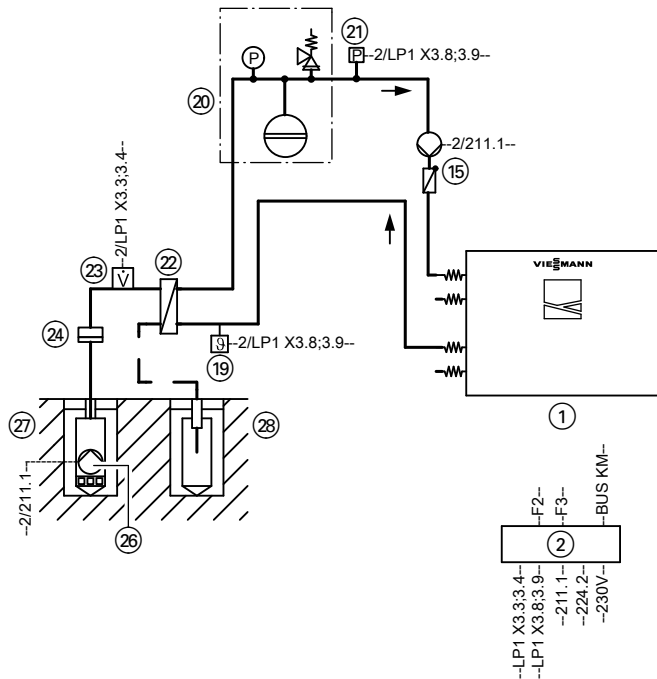 21
P
P
--2/LP1 X3.8;3.9--
20
--2/211.1--
15
--2/LP1 X3.3;3.4--
23
22
V
VIESMANN
24
ϑ
--2/LP1 X3.8;3.9--
19
27
28
1
--2/211.1--
26
--F2--
--F3--
--BUS KM--
2
--LP1 X3.3;3.4--
--LP1 X3.8;3.9--
--211.1--
--224.2--
--230V--